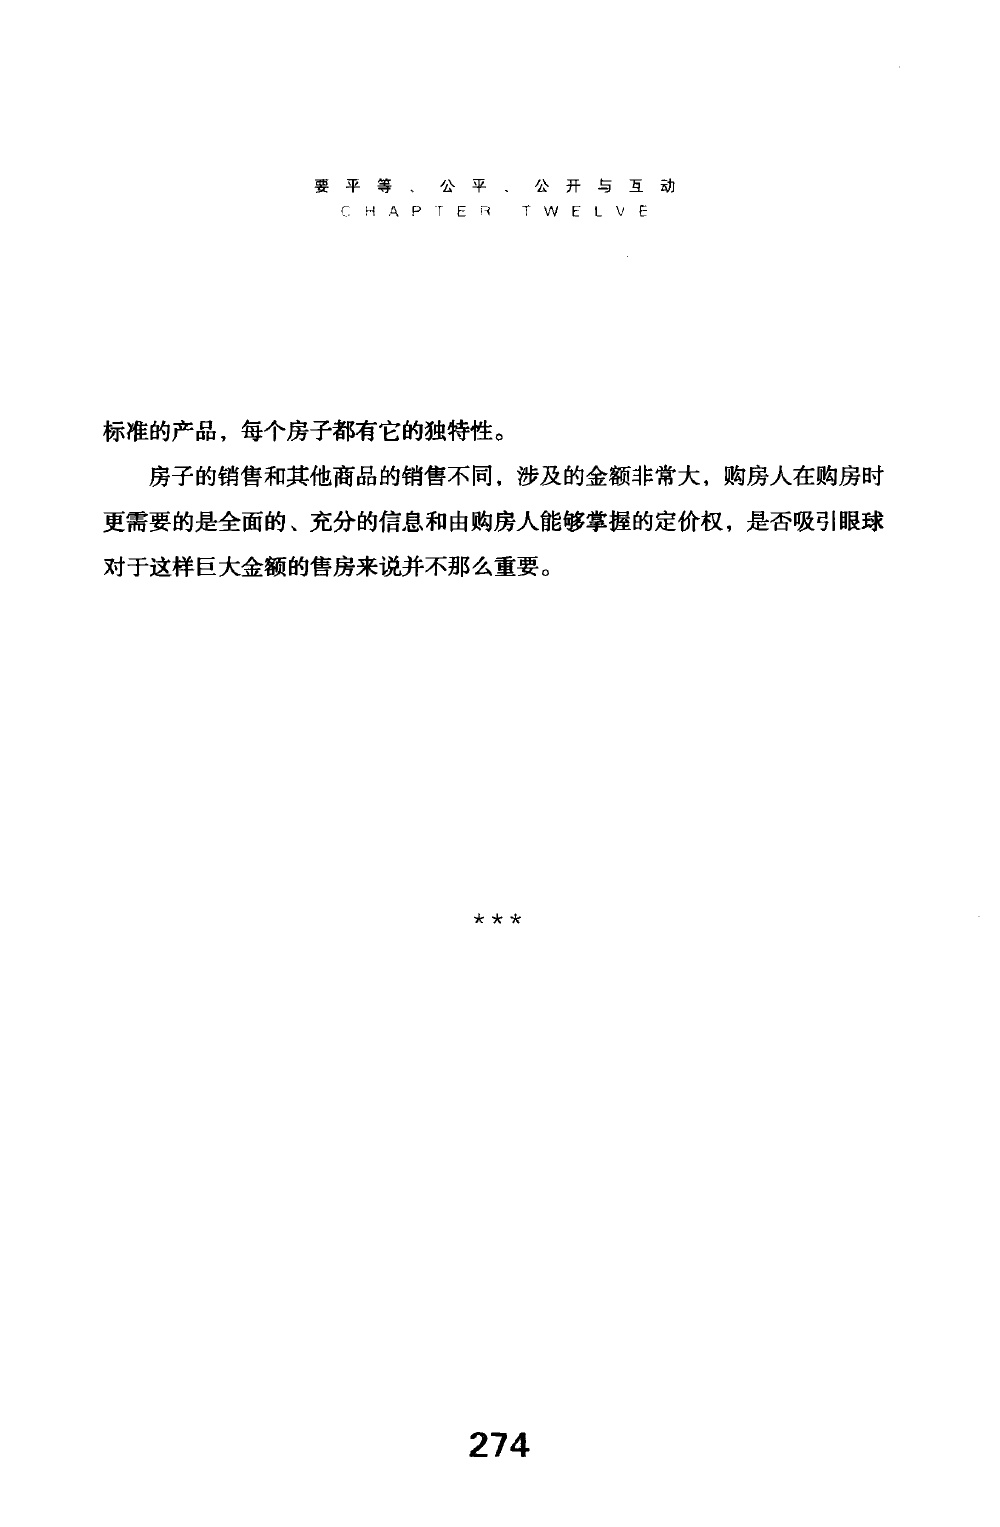 要平等、公平、公开与互动
CHAPTER TWELVE
标准的产品，每个房子都有它的独特性。
房子的销售和其他商品的销售不同，涉及的金额非常大，购房人在购房时
更需要的是全面的、充分的信息和由购房人能够掌握的定价权，是否吸引眼球
对于这样巨大金额的售房来说并不那么重要。
***
274